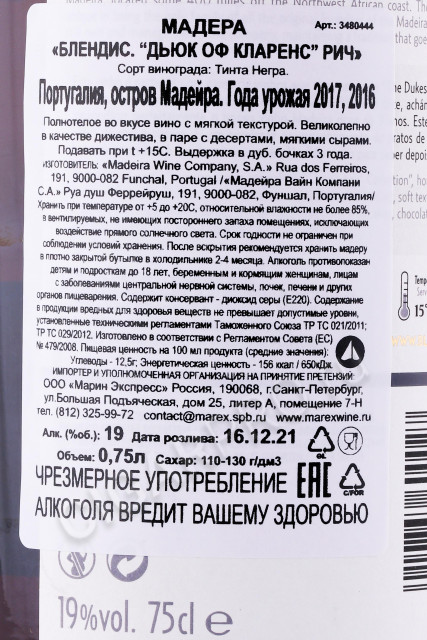 МАДЕРА
Арт.: 3480444
«БЛЕНДИС. "ДЬЮК ОФ КЛАРЕНС" РИЧ»
Сорт винограда: Тинта Негра.
Португалия, остров Мадейра. Года урожая 2017, 2016
Полнотелое во вкусе вино с мягкой текстурой. Великолепно
в качестве дижестива, в паре с десертами, мягкими сырами.
Подавать при t +15С. Выдержка в дуб. бочках 3 года.
ИЗГОТОВИТЕЛЬ: «Madeira Wine Company, S.A.» Rua dos Ferreiros,
191, 9000-082 Funchal, Portugal /«Мадейра Вайн Компани
С.А.» Руа душ Феррейруш, 191, 9000-082, Фуншал, Португалия/
Хранить при температуре от +5 до +20С, относительной влажности не более 85%,
в вентилируемых, не имеющих постороннего запаха помещениях, исключающих
воздействие прямого солнечного света. Срок годности не ограничен при
соблюдении условий хранения. После вскрытия рекомендуется хранить мадеру
в плотно закрытой бутылке в холодильнике 2-4 месяца. Алкоголь противопоказан
детям и подросткам до 18 лет, беременным и кормящим женщинам, лицам
с заболеваниями центральной нервной системы, почек, печени и других
органов пищеварения. Содержит консервант - диоксид серы (Е220). Содержание
в продукции вредных для здоровья веществ не превышает допустимые уровни,
установленные техническими регламентами Таможенного Союза ТР ТС 021/2011;
ТР ТС 029/2012. Изготовлено в соответствии с Регламентом Совета (ЕС)
№ 479/2008. Пищевая ценность на 100 мл продукта (средние значения):
Углеводы - 12,5г; Энергетическая ценность - 156 ккал / 650кДж.
ИМПОРТЕР И УПОЛНОМОЧЕННАЯ ОРГАНИЗАЦИЯ НА ПРИНЯТИЕ ПРЕТЕНЗИЙ:
ООО «Марин Экспресс» Россия, 190068, г.Санкт-Петербург,
ул.Большая Подъяческая, дом 25, литер А, помещение 7-Н
тел. (812) 325-99-72 contact@marex.spb.ru www.marexwine.ru
Алк. (%об.): 19 Дата розлива: 16.12.21
Объем: 0,75л Сахар: 110-130 г/дм3
ЧРЕЗМЕРНОЕ УПОТРЕБЛЕНИЕ EAC
C/POR
АЛКОГОЛЯ ВРЕДИТ ВАШЕМУ ЗДОРОВЬЮ
19%vol. 75cl e